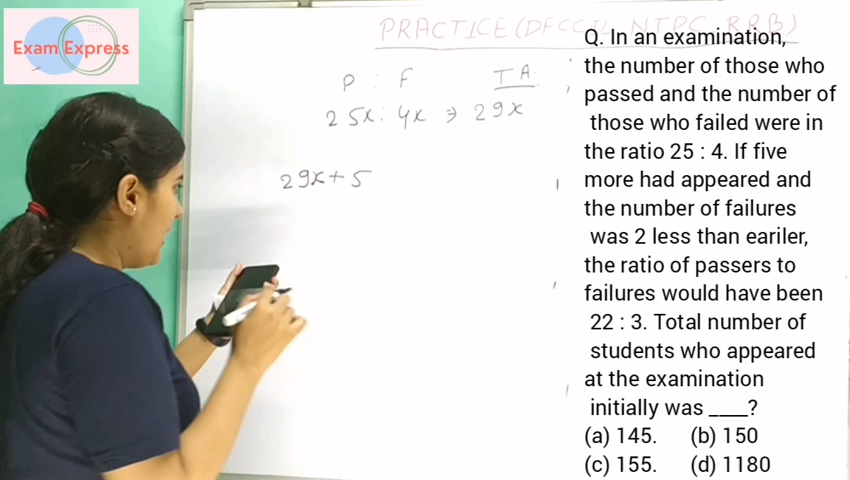 Exam Express
PRACTICE (DFCCIL, NTPC, RRB)
P : F T A.
25x : 4x ⇒ 29x
29x + 5
Q. In an examination,
the number of those who
passed and the number of
those who failed were in
the ratio 25 : 4. If five
more had appeared and
the number of failures
was 2 less than eariler,
the ratio of passers to
failures would have been
22 : 3. Total number of
students who appeared
at the examination
initially was ____?
(a) 145. (b) 150
(c) 155. (d) 1180